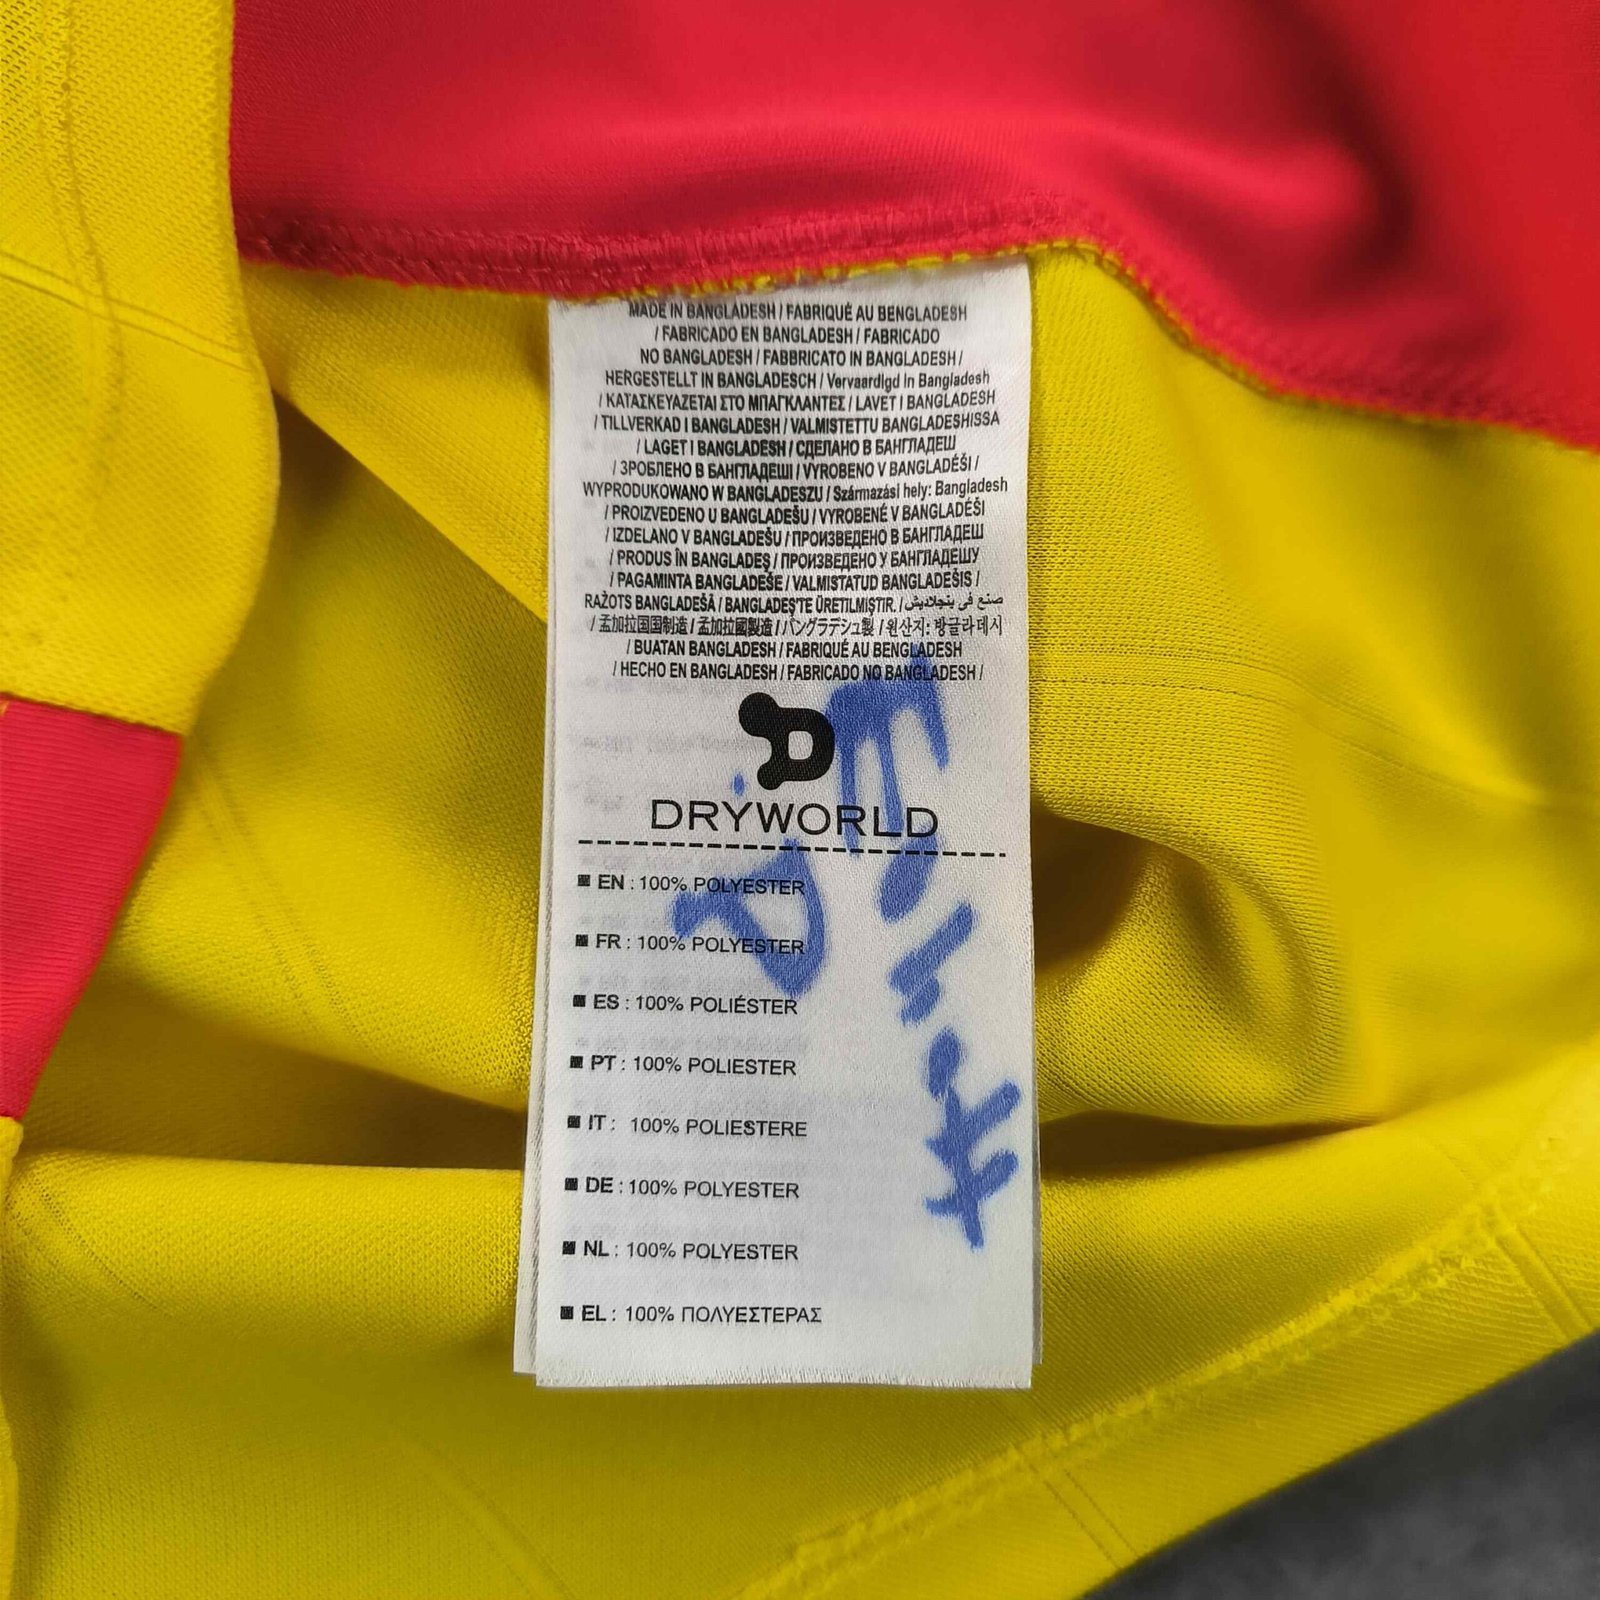 MADE IN BANGLADESH / FABRIQUÉ AU BENGLADESH
/ FABRICADO EN BANGLADESH / FABRICADO
NO BANGLADESH / FABBRICATO IN BANGLADESH /
HERGESTELLT IN BANGLADESCH / Vervaardigd in Bangladesh
/ ΚΑΤΑΣΚΕΥΑΖΕΤΑΙ ΣΤΟ ΜΠΑΓΚΛΑΝΤΕΣ / LAVET I BANGLADESH
/ TILLVERKAD I BANGLADESH / VALMISTETTU BANGLADESHISSA
/ LAGET I BANGLADESH / СДЕЛАНО В БАНГЛАДЕШ
/ ЗРОБЛЕНО В БАНГЛАДЕШІ / VYROBENO V BANGLADÉŠI /
WYPRODUKOWANO W BANGLADESZU / Származási hely: Bangladesh
/ PROIZVEDENO U BANGLADEŠU / VYROBENÉ V BANGLADÉŠI
/ IZDELANO V BANGLADEŠU / ПРОИЗВЕДЕНО В БАНГЛАДЕШ
/ PRODUS ÎN BANGLADEŞ / ПРОИЗВЕДЕНО У БАНГЛАДЕШУ
/ PAGAMINTA BANGLADEŠE / VALMISTATUD BANGLADEŠIS /
RAŽOTS BANGLADEŠĀ / BANGLADEŞ'TE ÜRETILMIŞTIR. / صنع في بنجلاديش
/ 孟加拉国制造 / 孟加拉國製造 / バングラデシュ製 / 원산지: 방글라데시
/ BUATAN BANGLADESH / FABRIQUÉ AU BENGLADESH
/ HECHO EN BANGLADESH / FABRICADO NO BANGLADESH /
DRYWORLD
EN : 100% POLYESTER
FR : 100% POLYESTER
ES : 100% POLIÉSTER
PT : 100% POLIESTER
IT : 100% POLIESTERE
DE : 100% POLYESTER
NL : 100% POLYESTER
EL : 100% ΠΟΛΥΕΣΤΕΡΑΣ